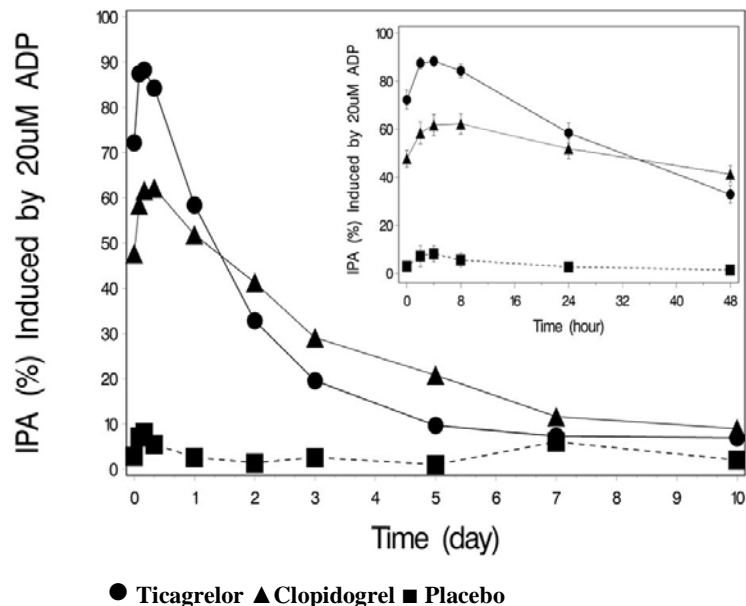 IPA (%) Induced by 20uM ADP
100
90
80
70
60
50
40
30
20
10
0
0 1 2 3 4 5 6 7 8 9 10
Time (day)
IPA (%) Induced by 20uM ADP
100
80
60
40
20
0
0 8 16 24 32 40 48
Time (hour)
● Ticagrelor ▲ Clopidogrel ■ Placebo